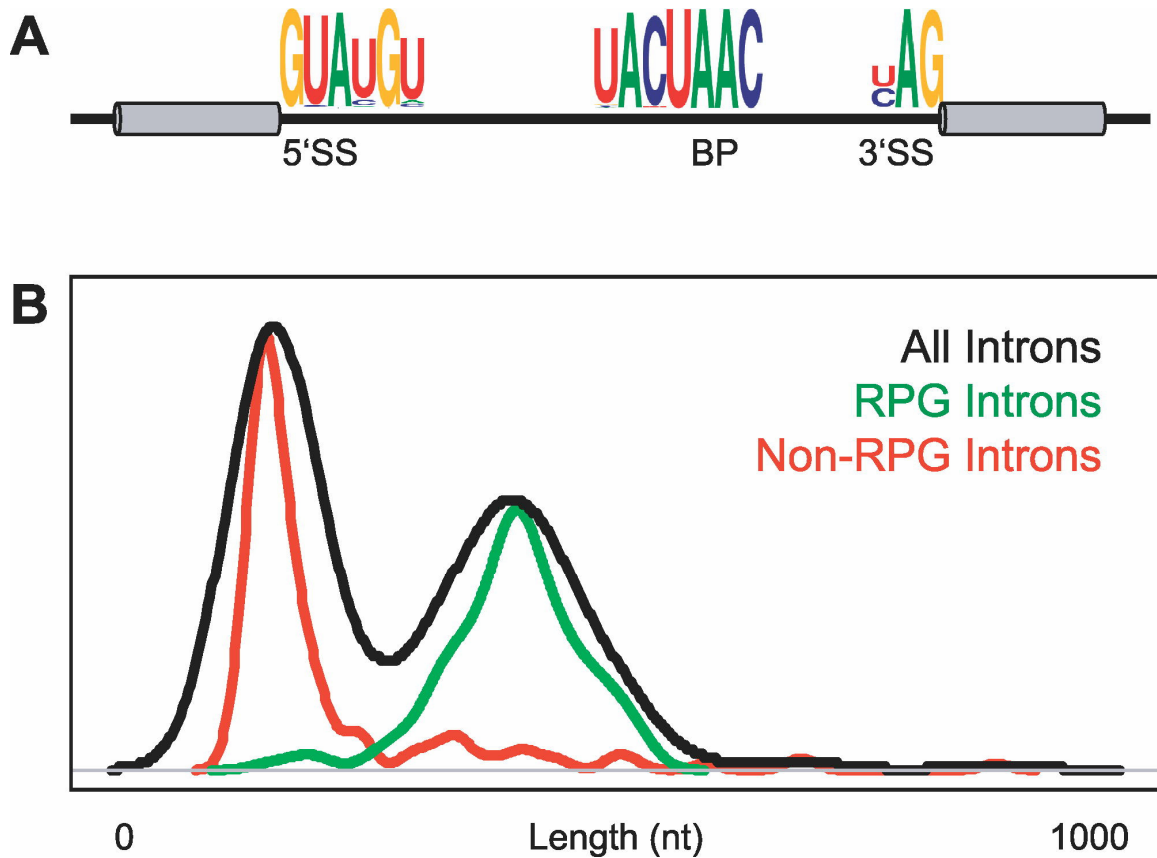 A
GUAUGU
UACUAAC
UAG
C
5‘SS
BP
3‘SS
B
All Introns
RPG Introns
Non-RPG Introns
0
Length (nt)
1000